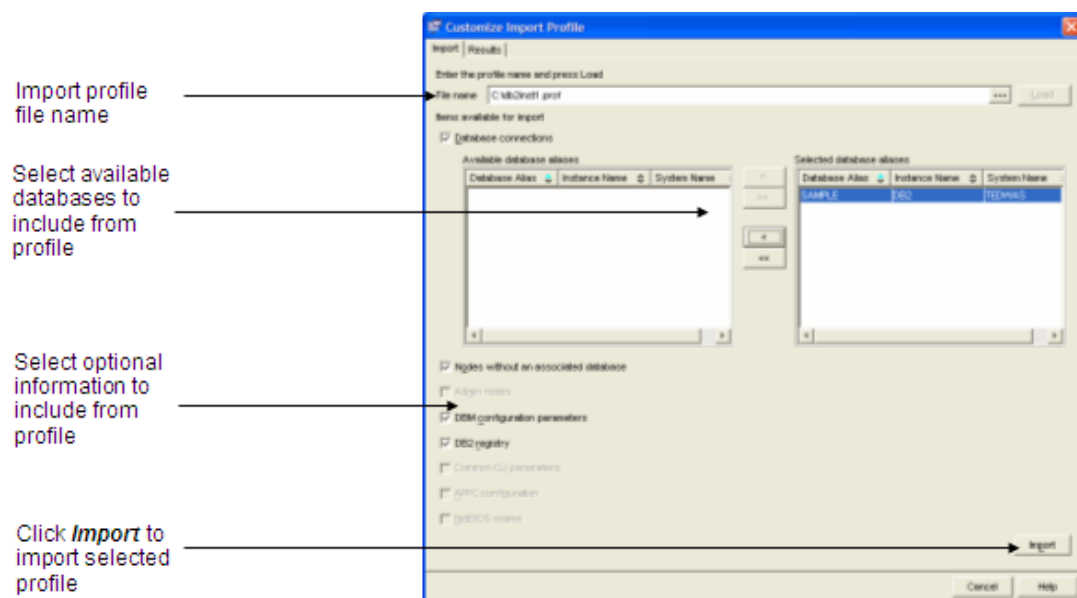 Customize Import Profile
Import
Results
Enter the profile name and press Load
File name
C:\db2inst1.prof
...
Load
Items available for import
Database connections
Available database aliases
Database Alias
Instance Name
System Name
>
>>
<
<<
Selected database aliases
Database Alias
Instance Name
System Name
SAMPLE
DB2
TEDWAS
Nodes without an associated database
Admin nodes
DBM configuration parameters
DB2 registry
Common CLI parameters
APPC configuration
NetBIOS names
Import
Cancel
Help
Import profile
file name
Select available
databases to
include from
profile
Select optional
information to
include from
profile
Click Import to
import selected
profile